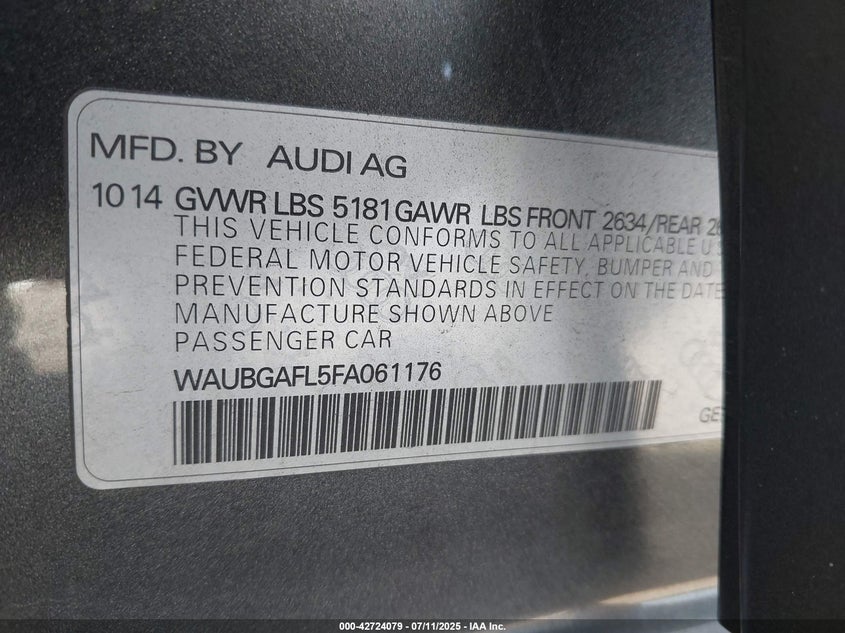 MFD. BY AUDI AG
10 14 GVWR LBS 5181 GAWR LBS FRONT 2634/REAR
THIS VEHICLE CONFORMS TO ALL APPLICABLE
FEDERAL MOTOR VEHICLE SAFETY, BUMPER AND
PREVENTION STANDARDS IN EFFECT ON THE DATE
MANUFACTURE SHOWN ABOVE
PASSENGER CAR
WAUBGAFL5FA061176
000-42724079 - 07/11/2025 - IAA Inc.